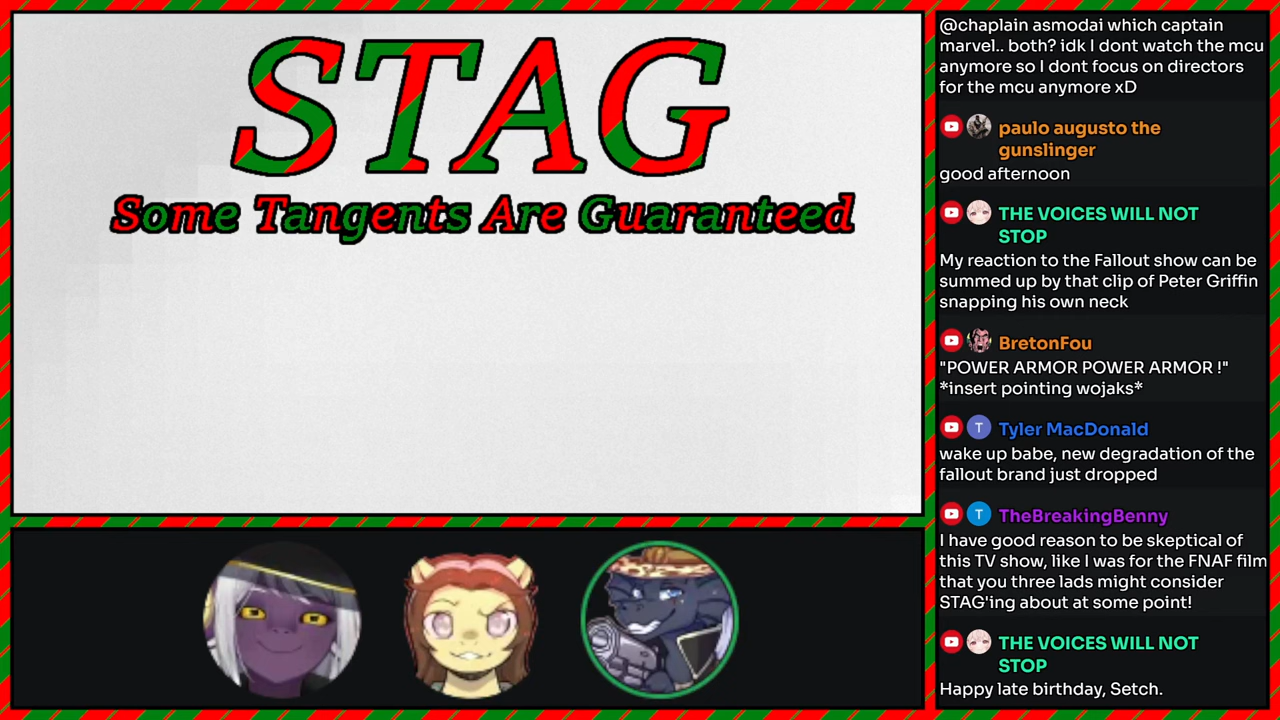 STAG
Some Tangents Are Guaranteed
@chaplain asmodai which captain
marvel.. both? idk I dont watch the mcu
anymore so I dont focus on directors
for the mcu anymore xD
paulo augusto the
gunslinger
good afternoon
THE VOICES WILL NOT
STOP
My reaction to the Fallout show can be
summed up by that clip of Peter Griffin
snapping his own neck
BretonFou
"POWER ARMOR POWER ARMOR !"
*insert pointing wojaks*
T Tyler MacDonald
wake up babe, new degradation of the
fallout brand just dropped
T TheBreakingBenny
I have good reason to be skeptical of
this TV show, like I was for the FNAF film
that you three lads might consider
STAG'ing about at some point!
THE VOICES WILL NOT
STOP
Happy late birthday, Setch.